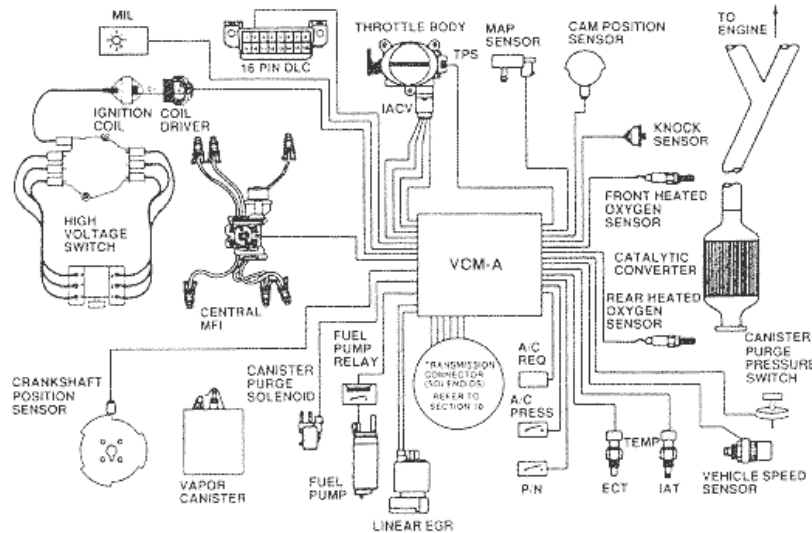 MIL
16 PIN DLC
THROTTLE BODY
TPS
IACV
MAP
SENSOR
CAM POSITION
SENSOR
TO
ENGINE
IGNITION
COIL
COIL
DRIVER
KNOCK
SENSOR
HIGH
VOLTAGE
SWITCH
FRONT HEATED
OXYGEN
SENSOR
VCM-A
CATALYTIC
CONVERTER
CENTRAL
MFI
REAR HEATED
OXYGEN
SENSOR
CANISTER
PURGE
PRESSURE
SWITCH
FUEL
PUMP
RELAY
A/C
REQ
CRANKSHAFT
POSITION
SENSOR
CANISTER
PURGE
SOLENOID
TRANSMISSION
CONNECTOR
(SOLENOIDS)
REFER TO
SECTION 10
A/C
PRESS
TEMP
VAPOR
CANISTER
FUEL
PUMP
P/N
ECT
IAT
VEHICLE SPEED
SENSOR
LINEAR EGR